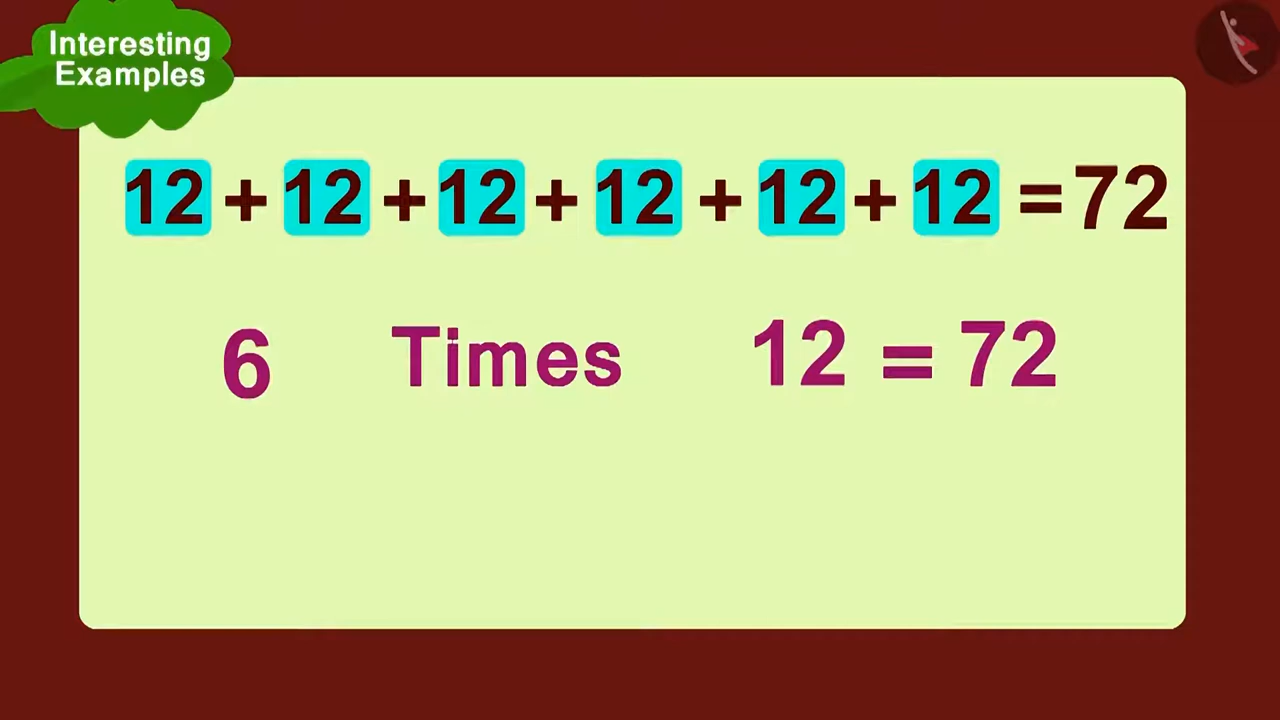 Interesting
Examples
12 + 12 + 12 + 12 + 12 + 12 = 72
6 Times 12 = 72